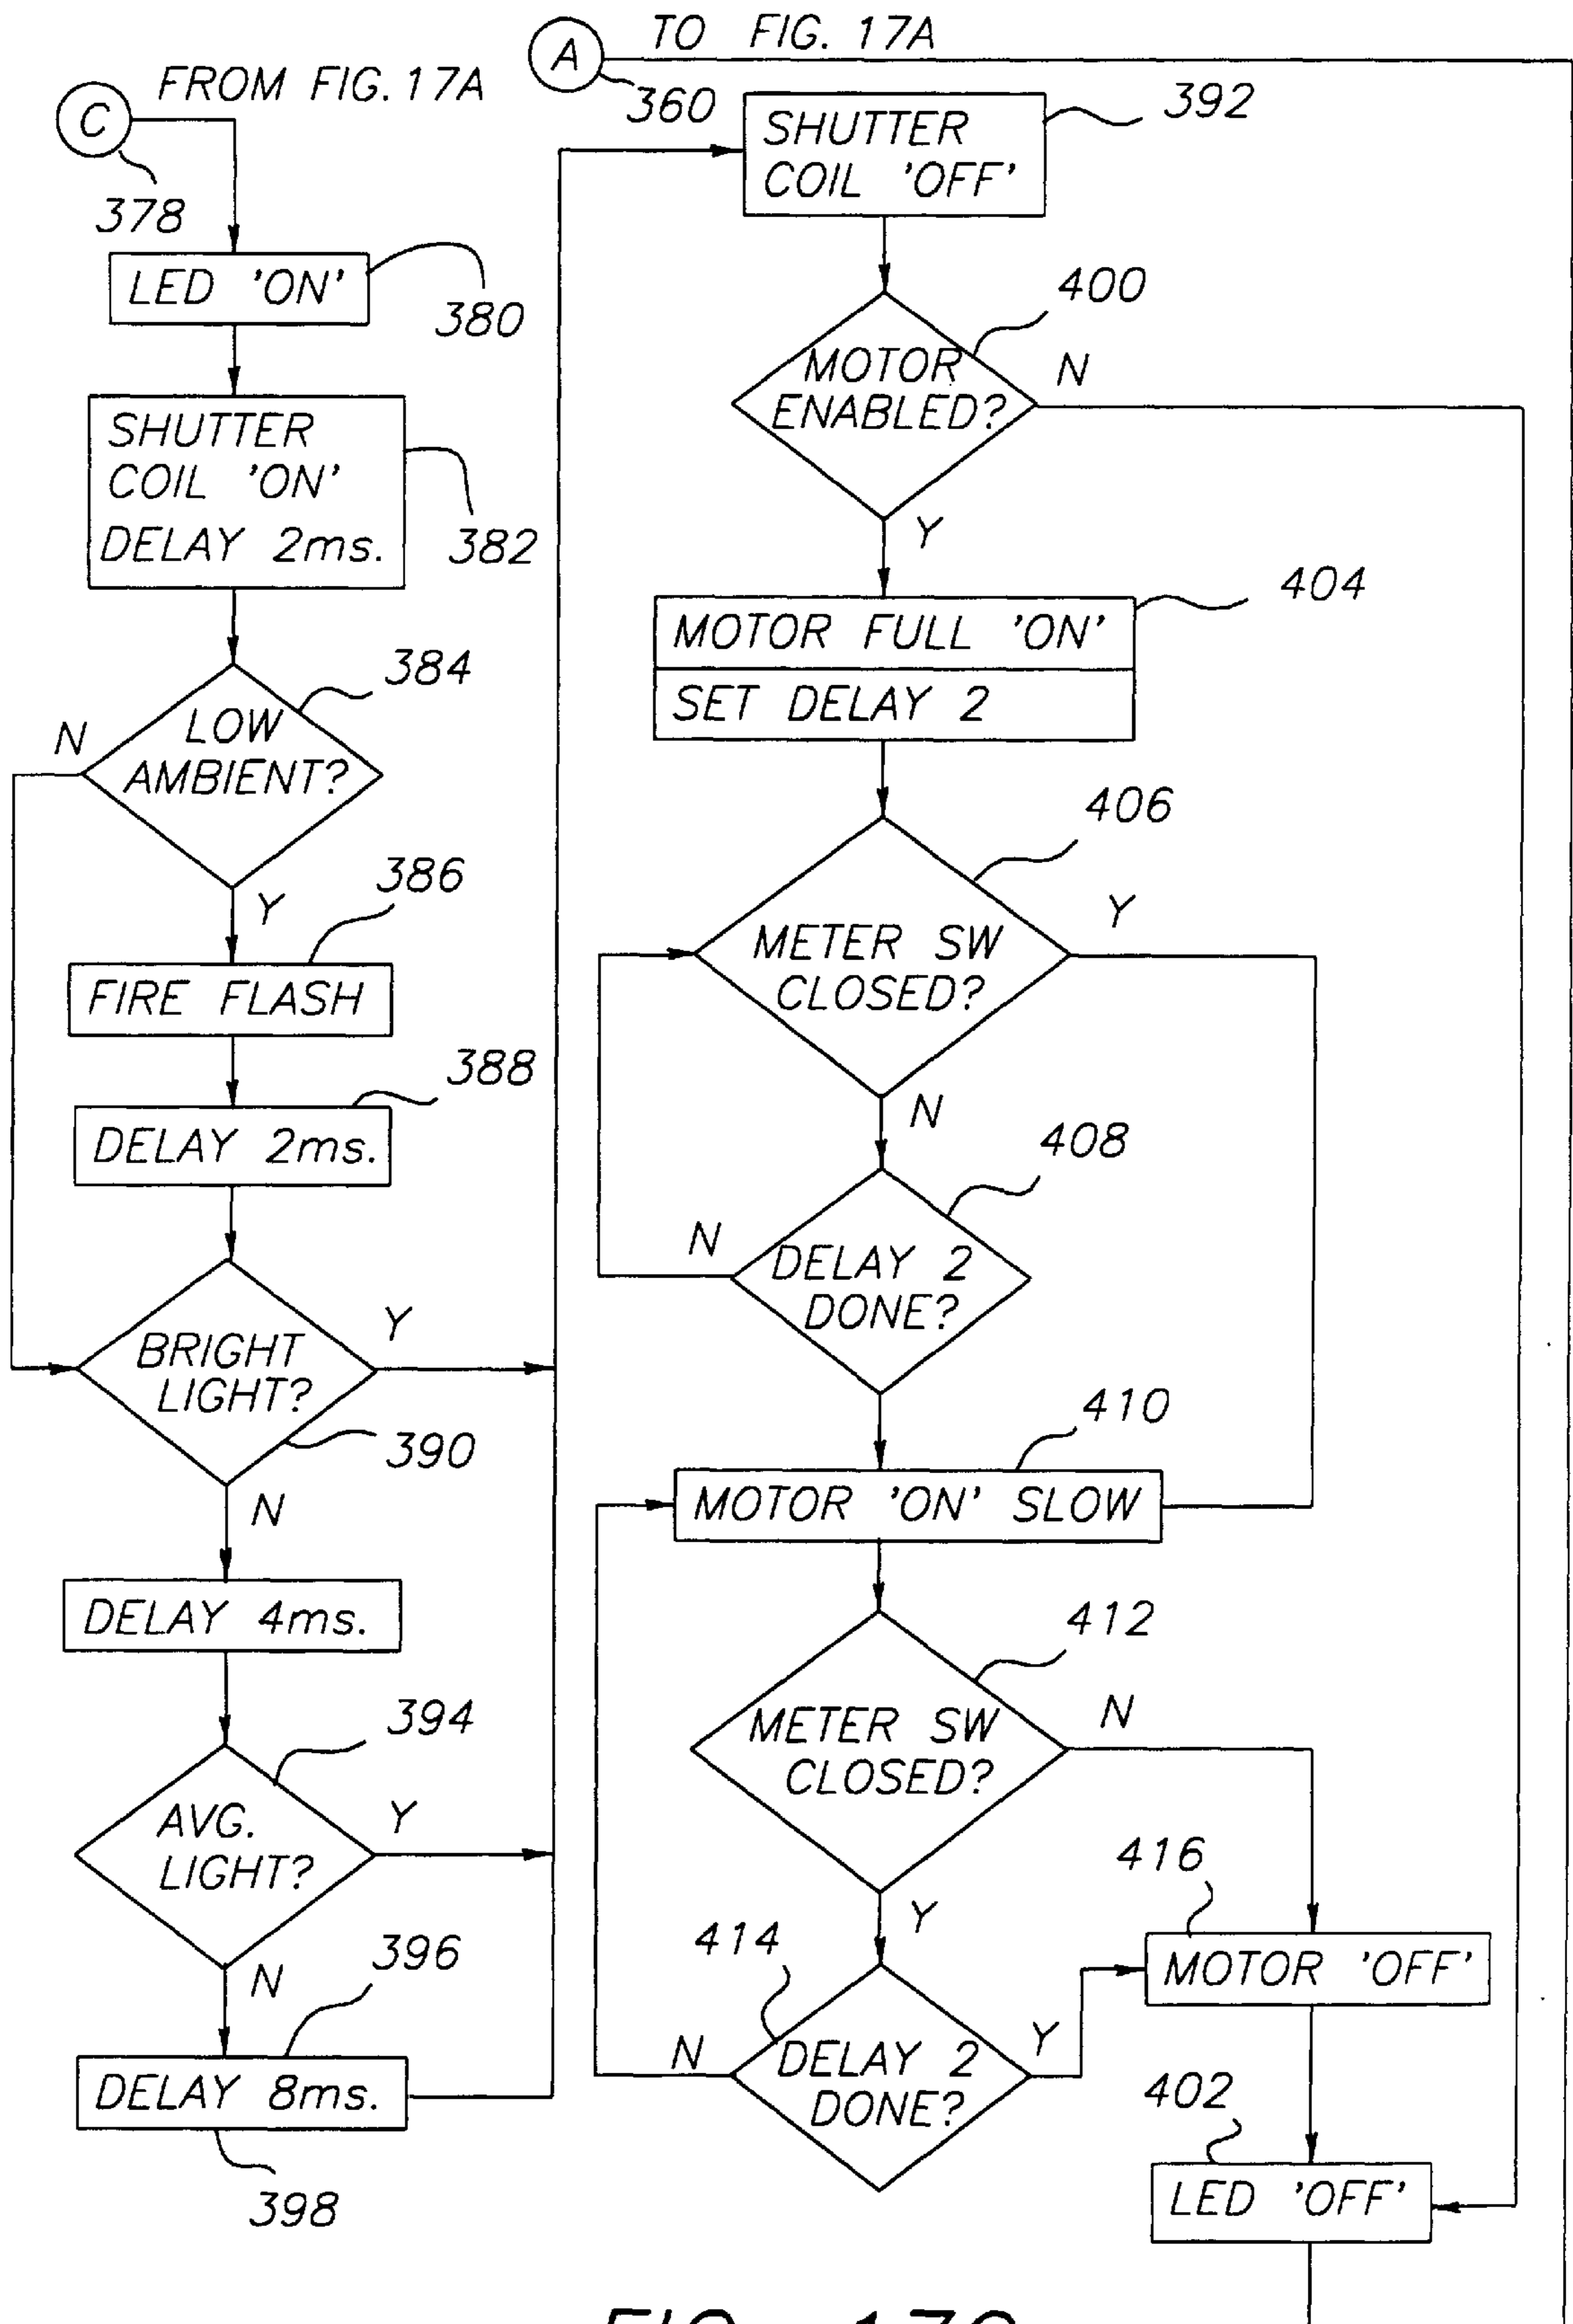 FROM FIG. 17A
C
378
LED 'ON'
380
SHUTTER
COIL 'ON'
DELAY 2ms.
382
384
LOW
AMBIENT?
N
Y
386
FIRE FLASH
388
DELAY 2ms.
BRIGHT
LIGHT?
Y
390
N
DELAY 4ms.
394
AVG.
LIGHT?
Y
N
396
DELAY 8ms.
398
A
TO FIG. 17A
360
392
SHUTTER
COIL 'OFF'
400
MOTOR
ENABLED?
N
Y
404
MOTOR FULL 'ON'
SET DELAY 2
406
METER SW
CLOSED?
Y
N
408
DELAY 2
DONE?
N
410
MOTOR 'ON' SLOW
412
METER SW
CLOSED?
N
Y
414
DELAY 2
DONE?
N
Y
416
MOTOR 'OFF'
402
LED 'OFF'